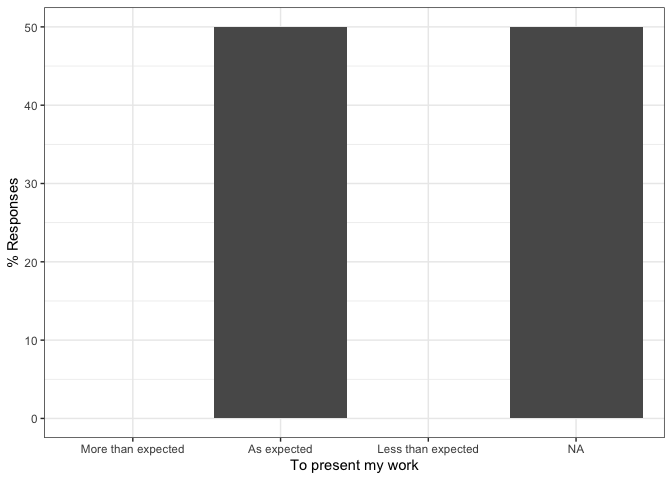 50
40
30
20
10
0
% Responses
More than expected As expected Less than expected NA
To present my work